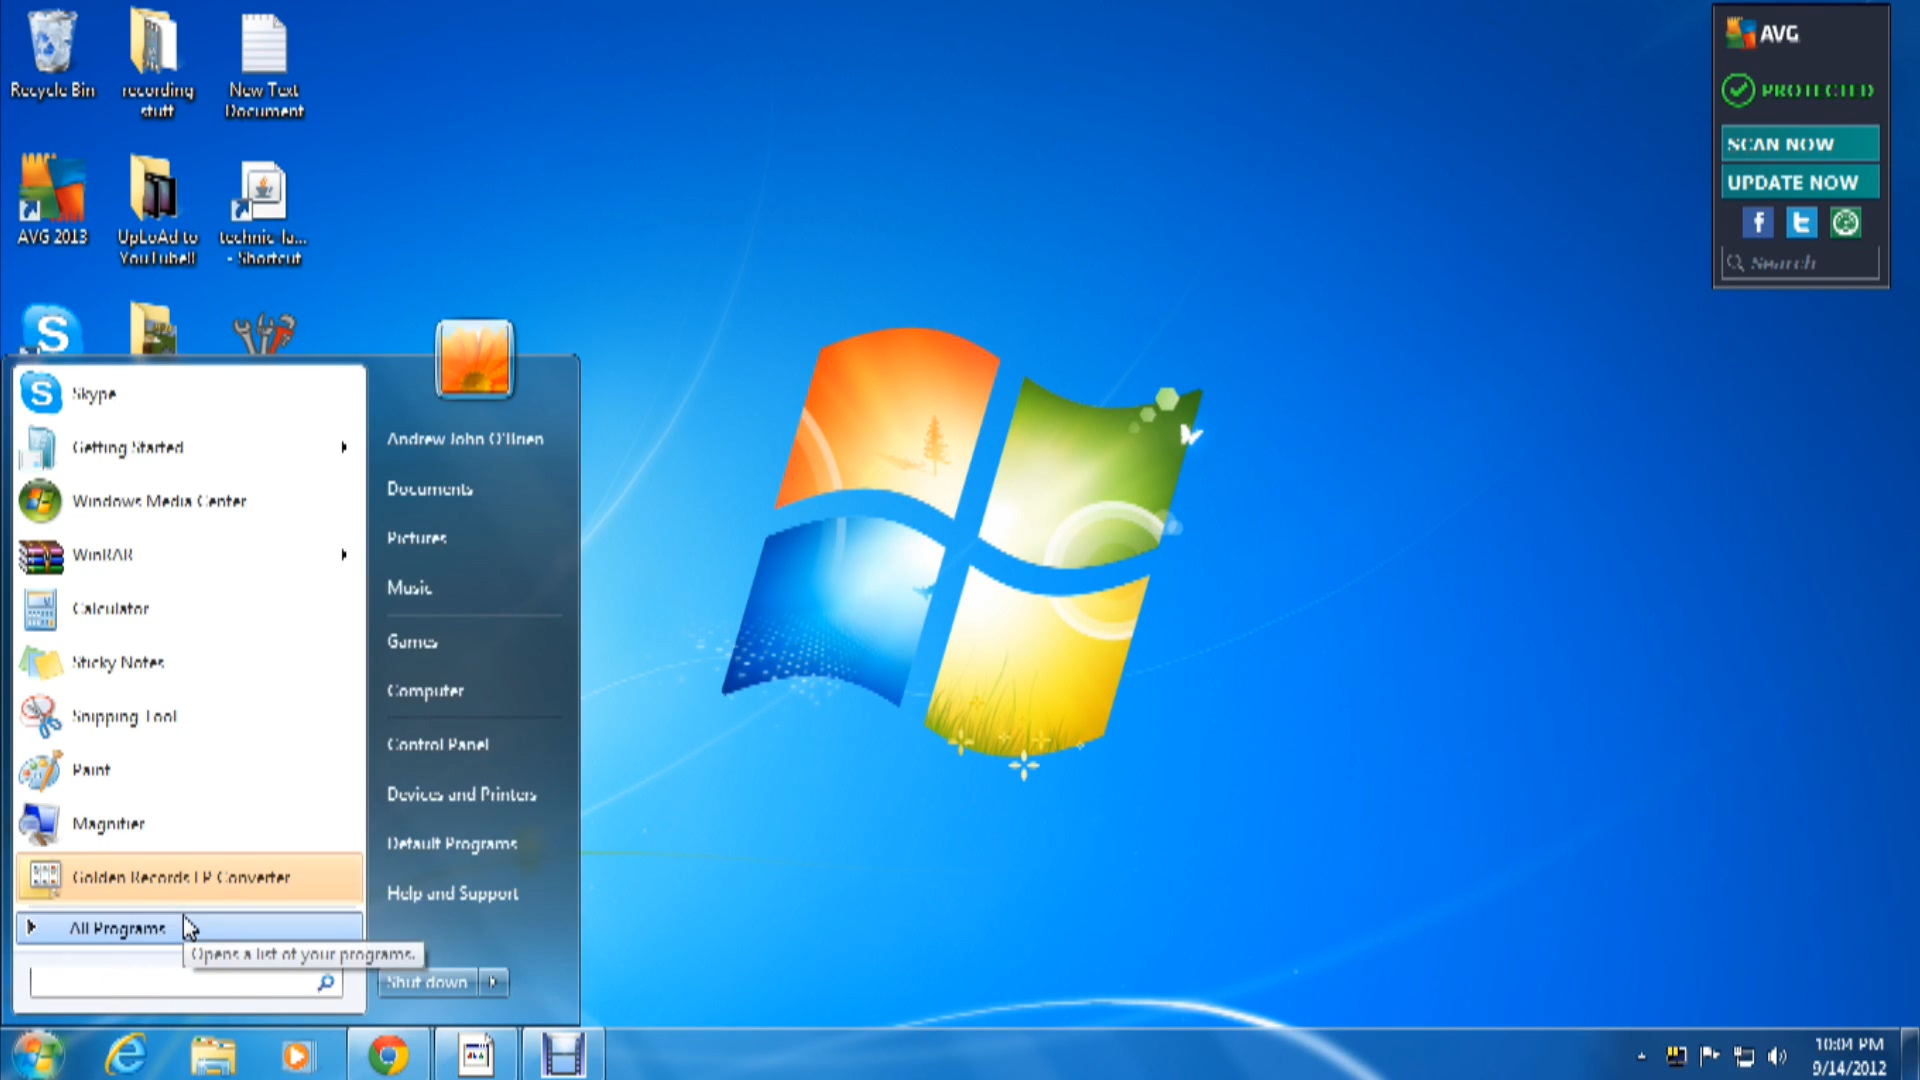 Recycle Bin
recording
stuff
New Text
Document
AVG 2013
UpLoAd to
YouTube!!
technic-la...
- Shortcut
Skype
Getting Started
Windows Media Center
WinRAR
Calculator
Sticky Notes
Snipping Tool
Paint
Magnifier
Golden Records LP Converter
All Programs
Opens a list of your programs.
Andrew John O'Brien
Documents
Pictures
Music
Games
Computer
Control Panel
Devices and Printers
Default Programs
Help and Support
Shut down
AVG
PROTECTED
SCAN NOW
UPDATE NOW
Search
10:04 PM
9/14/2012